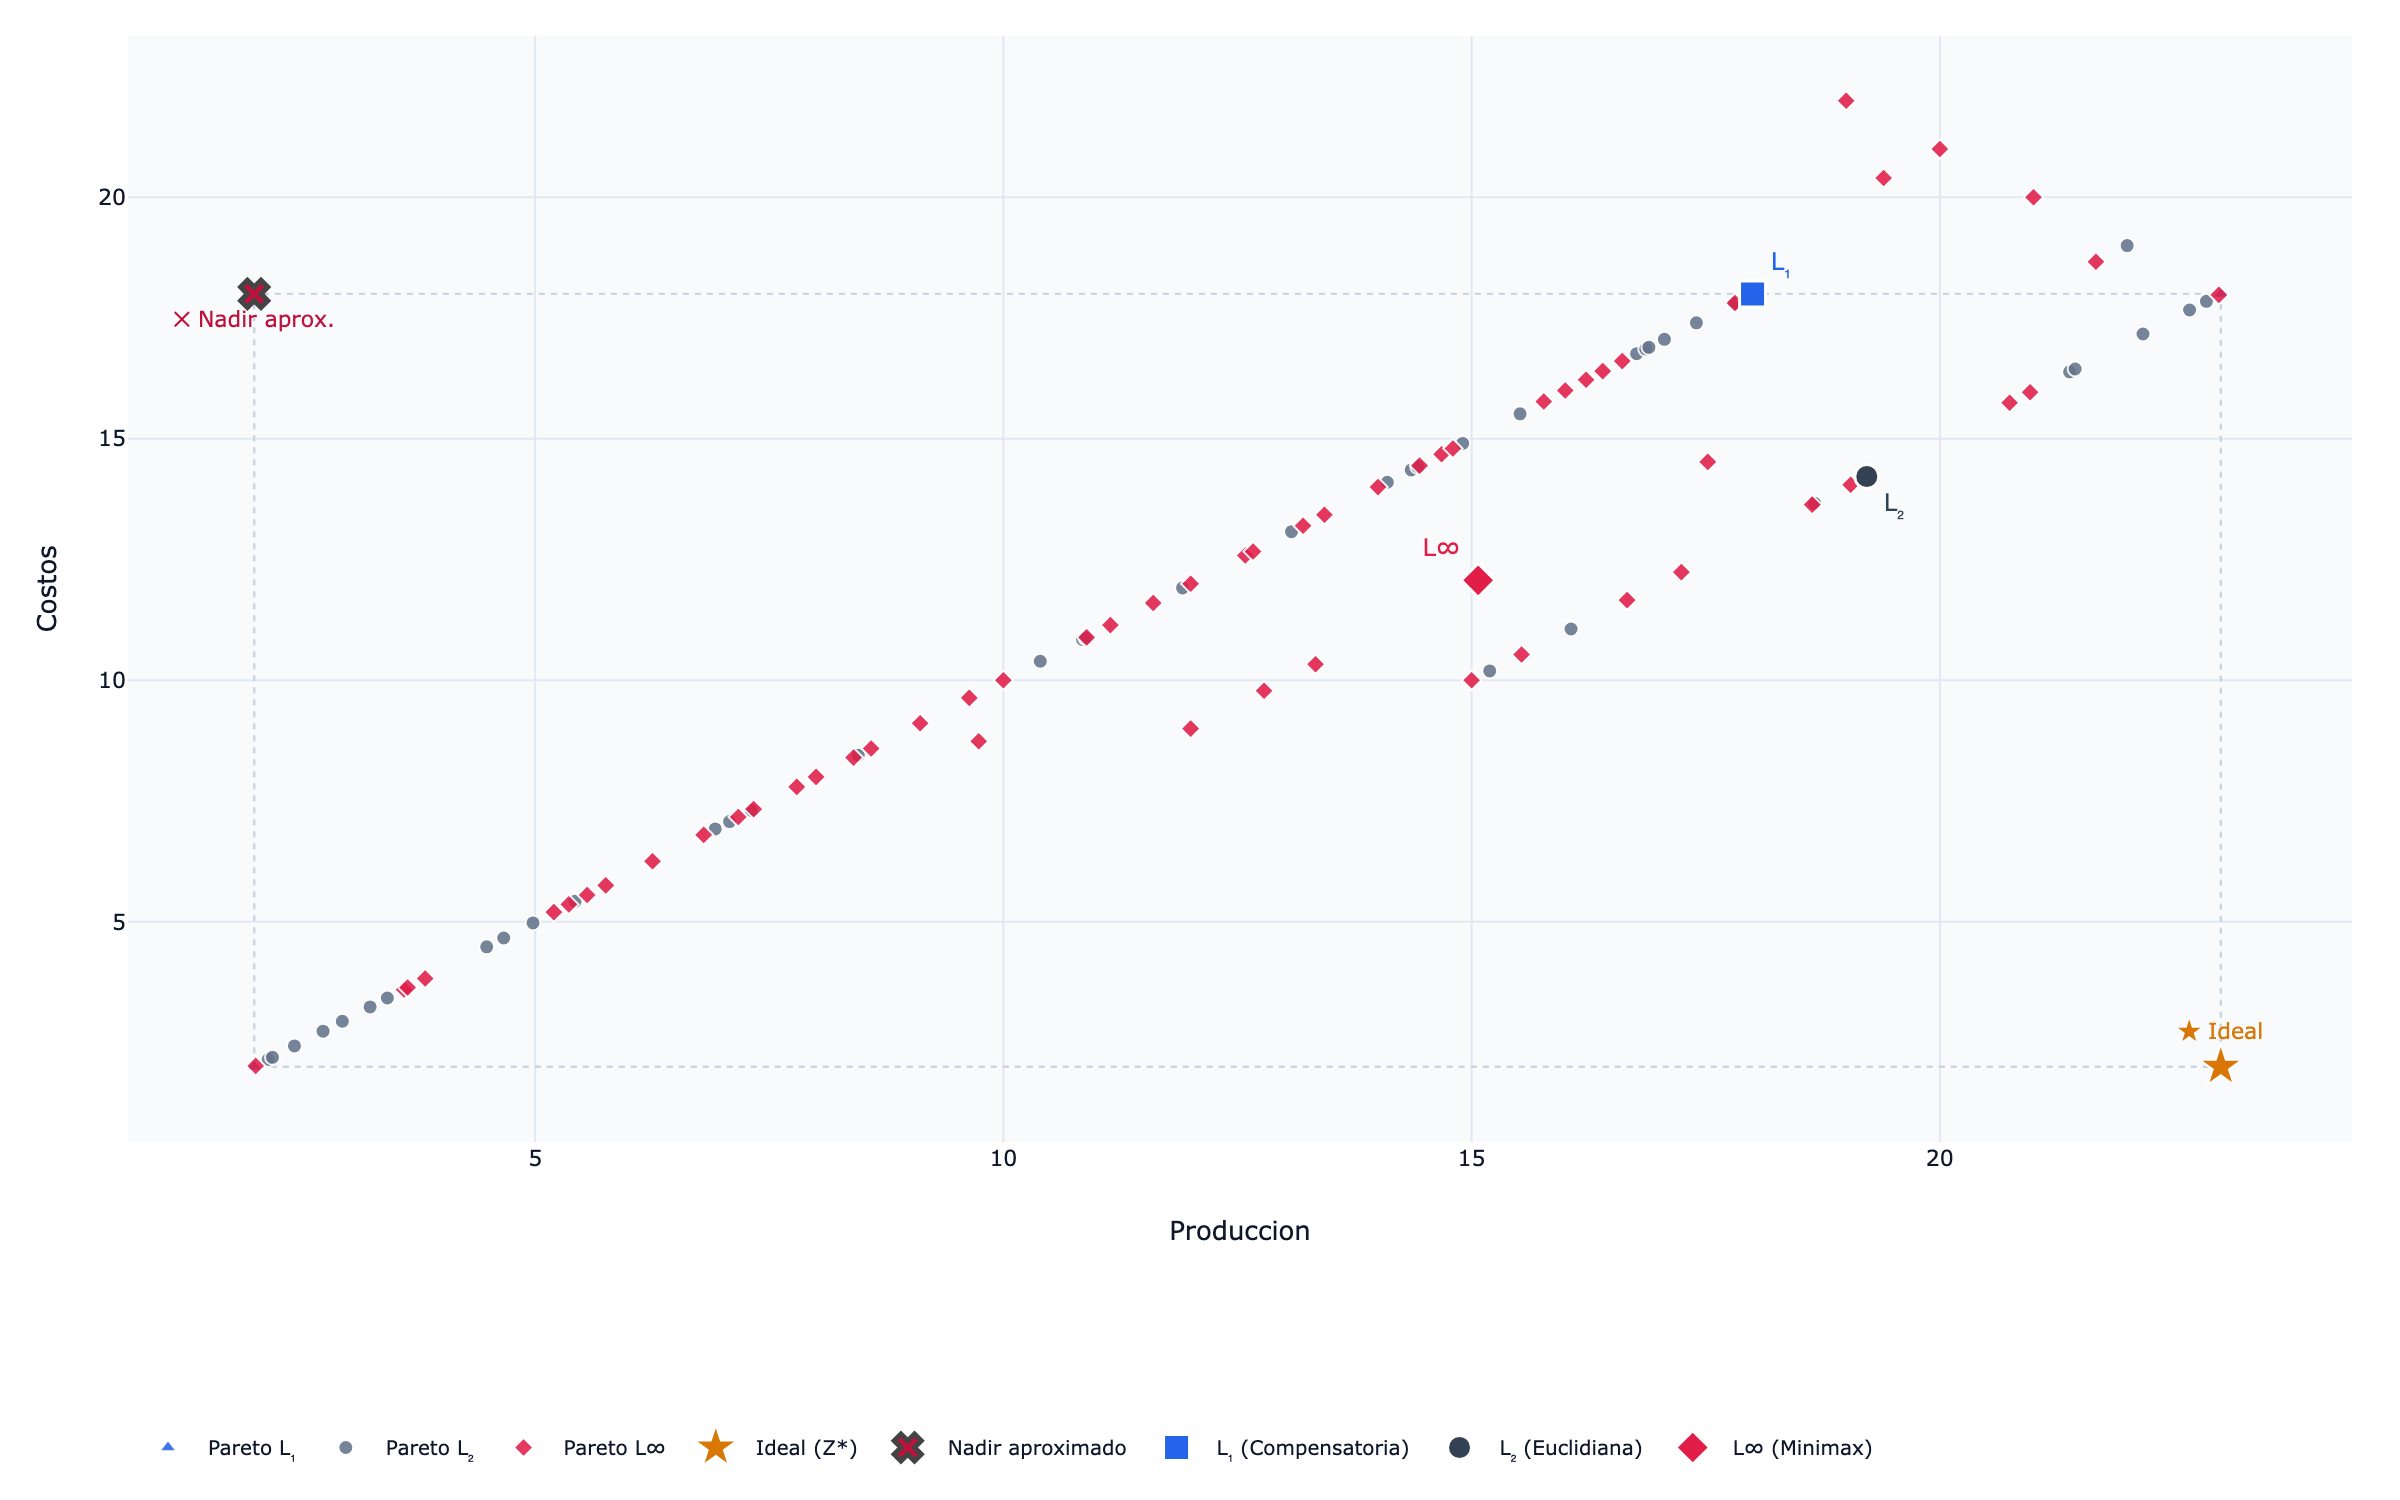 L₁
20
× Nadir aprox.
15
L₂
L∞
Costos
10
5
★ Ideal
5 10 15 20
Produccion
Pareto L₁ Pareto L₂ Pareto L∞ Ideal (Z*) Nadir aproximado L₁ (Compensatoria) L₂ (Euclidiana) L∞ (Minimax)